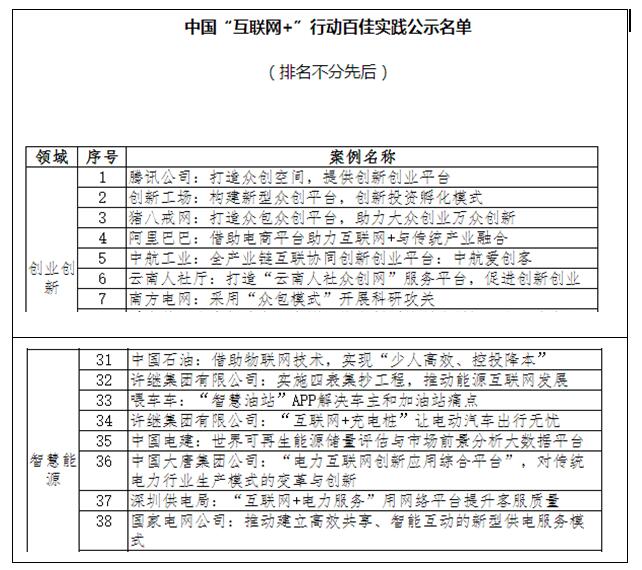 中国“互联网+”行动百佳实践公示名单
（排名不分先后）
领域 序号 案例名称
1 腾讯公司：打造众创空间，提供创新创业平台
2 创新工场：构建新型众创平台，创新投资孵化模式
3 猪八戒网：打造众包众创平台，助力大众创业万众创新
4 阿里巴巴：借助电商平台助力互联网+与传统产业融合
5 中航工业：全产业链互联协同创新创业平台：中航爱创客
创业创新 6 云南人社厅：打造“云南人社众创网”服务平台，促进创新创业
7 南方电网：采用“众包模式”开展科研攻关
31 中国石油：借助物联网技术，实现“少人高效、控投降本”
32 许继集团有限公司：实施四表集抄工程，推动能源互联网发展
33 喂车车：“智慧油站”APP解决车主和加油站痛点
34 许继集团有限公司：“互联网+充电桩”让电动汽车出行无忧
35 中国电建：世界可再生能源储量评估与市场前景分析大数据平台
智慧能源 36 中国大唐集团公司：“电力互联网创新应用综合平台”，对传统
电力行业生产模式的变革与创新
37 深圳供电局：“互联网+电力服务”用网络平台提升客服质量
38 国家电网公司：推动建立高效共享、智能互动的新型供电服务模
式